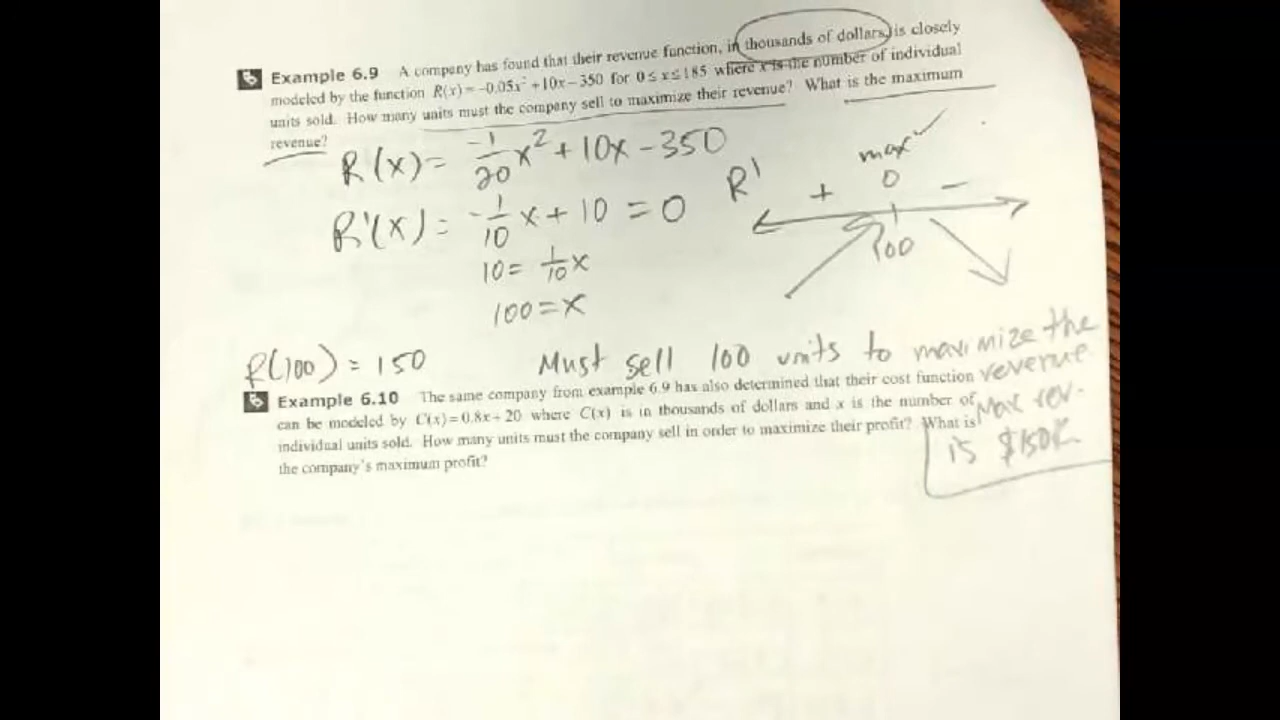 Example 6.9 A company has found that their revenue function, in thousands of dollars, is closely
modeled by the function R(x) = -0.05x² + 10x - 350 for 0 ≤ x ≤ 185 where x is the number of individual
units sold. How many units must the company sell to maximize their revenue? What is the maximum
revenue?
R(x) = -1/20 x² + 10x - 350
R'(x) = -1/10 x + 10 = 0
10 = 1/10 x
100 = x
R'
max
+ 0 -
100
R(100) = 150
Must sell 100 units to maximize the
revenue
Max rev.
is $150K
Example 6.10 The same company from example 6.9 has also determined that their cost function
can be modeled by C(x) = 0.8x + 20 where C(x) is in thousands of dollars and x is the number of
individual units sold. How many units must the company sell in order to maximize their profit? What is
the company's maximum profit?